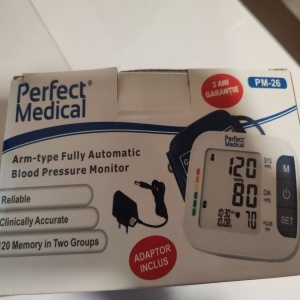 Perfect®
Medical
3 ANI
GARANȚIE
PM-26
Arm-type Fully Automatic
Blood Pressure Monitor
Reliable
Clinically Accurate
120 Memory in Two Groups
ADAPTOR
INCLUS
Perfect
Medical
120
80
70
SYS
DIA
M
SET